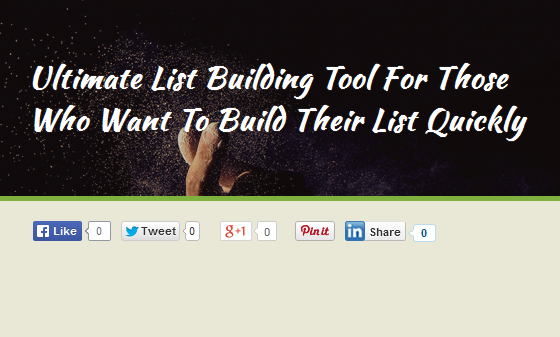 Ultimate List Building Tool For Those
Who Want To Build Their List Quickly
Like 0 Tweet 0 g+1 0 Pin it in Share 0